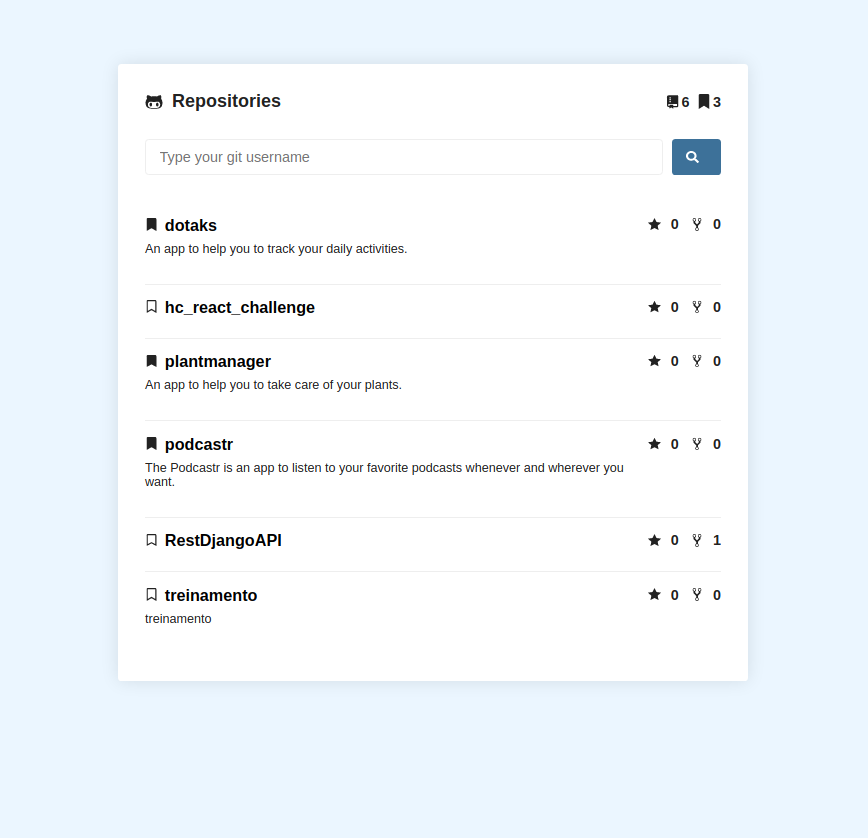 Repositories 6 3
Type your git username
dotaks 0 0
An app to help you to track your daily activities.
hc_react_challenge 0 0
plantmanager 0 0
An app to help you to take care of your plants.
podcastr 0 0
The Podcastr is an app to listen to your favorite podcasts whenever and wherever you
want.
RestDjangoAPI 0 1
treinamento 0 0
treinamento